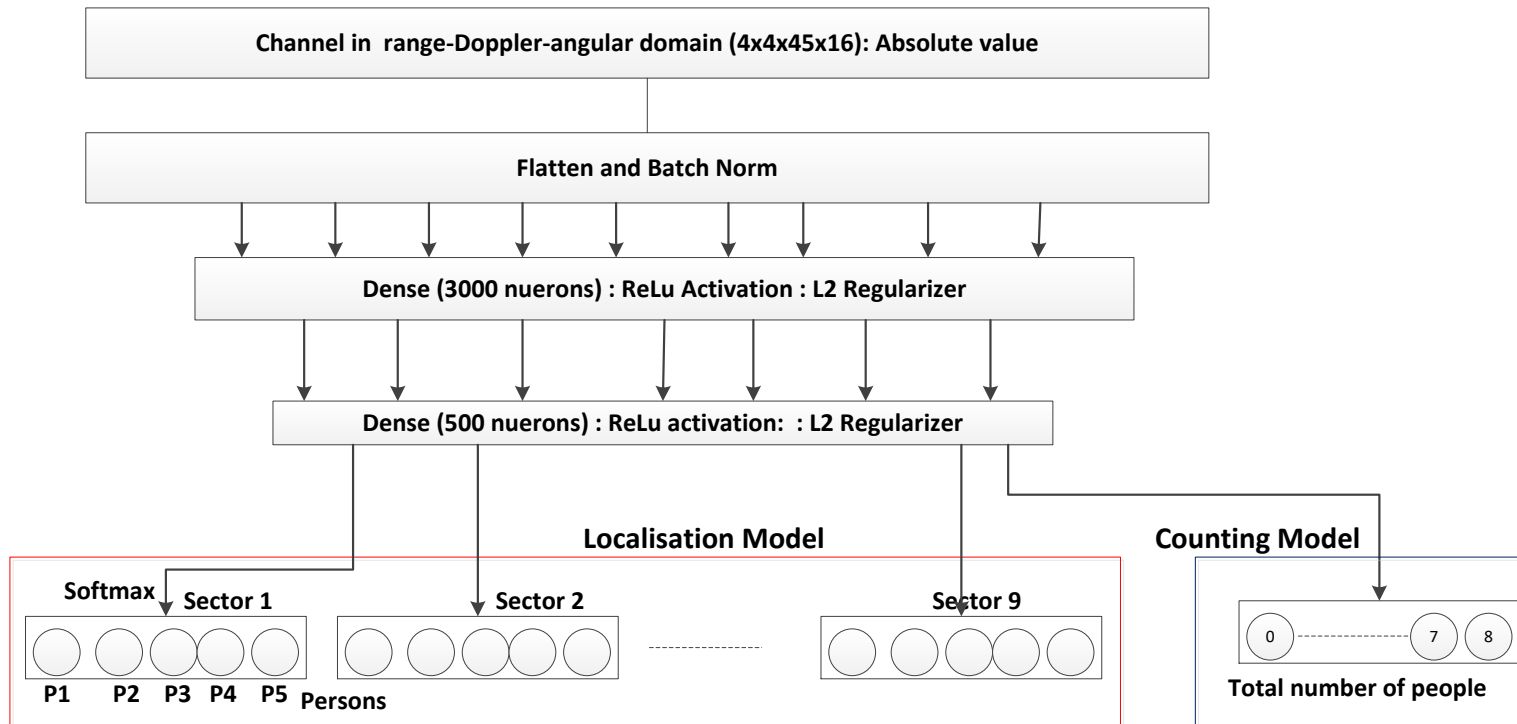 Channel in range-Doppler-angular domain (4x4x45x16): Absolute value
Flatten and Batch Norm
Dense (3000 nuerons) : ReLu Activation : L2 Regularizer
Dense (500 nuerons) : ReLu activation: : L2 Regularizer
Localisation Model
Counting Model
Softmax
Sector 1
Sector 2
Sector 9
0 7 8
P1 P2 P3 P4 P5 Persons
Total number of people